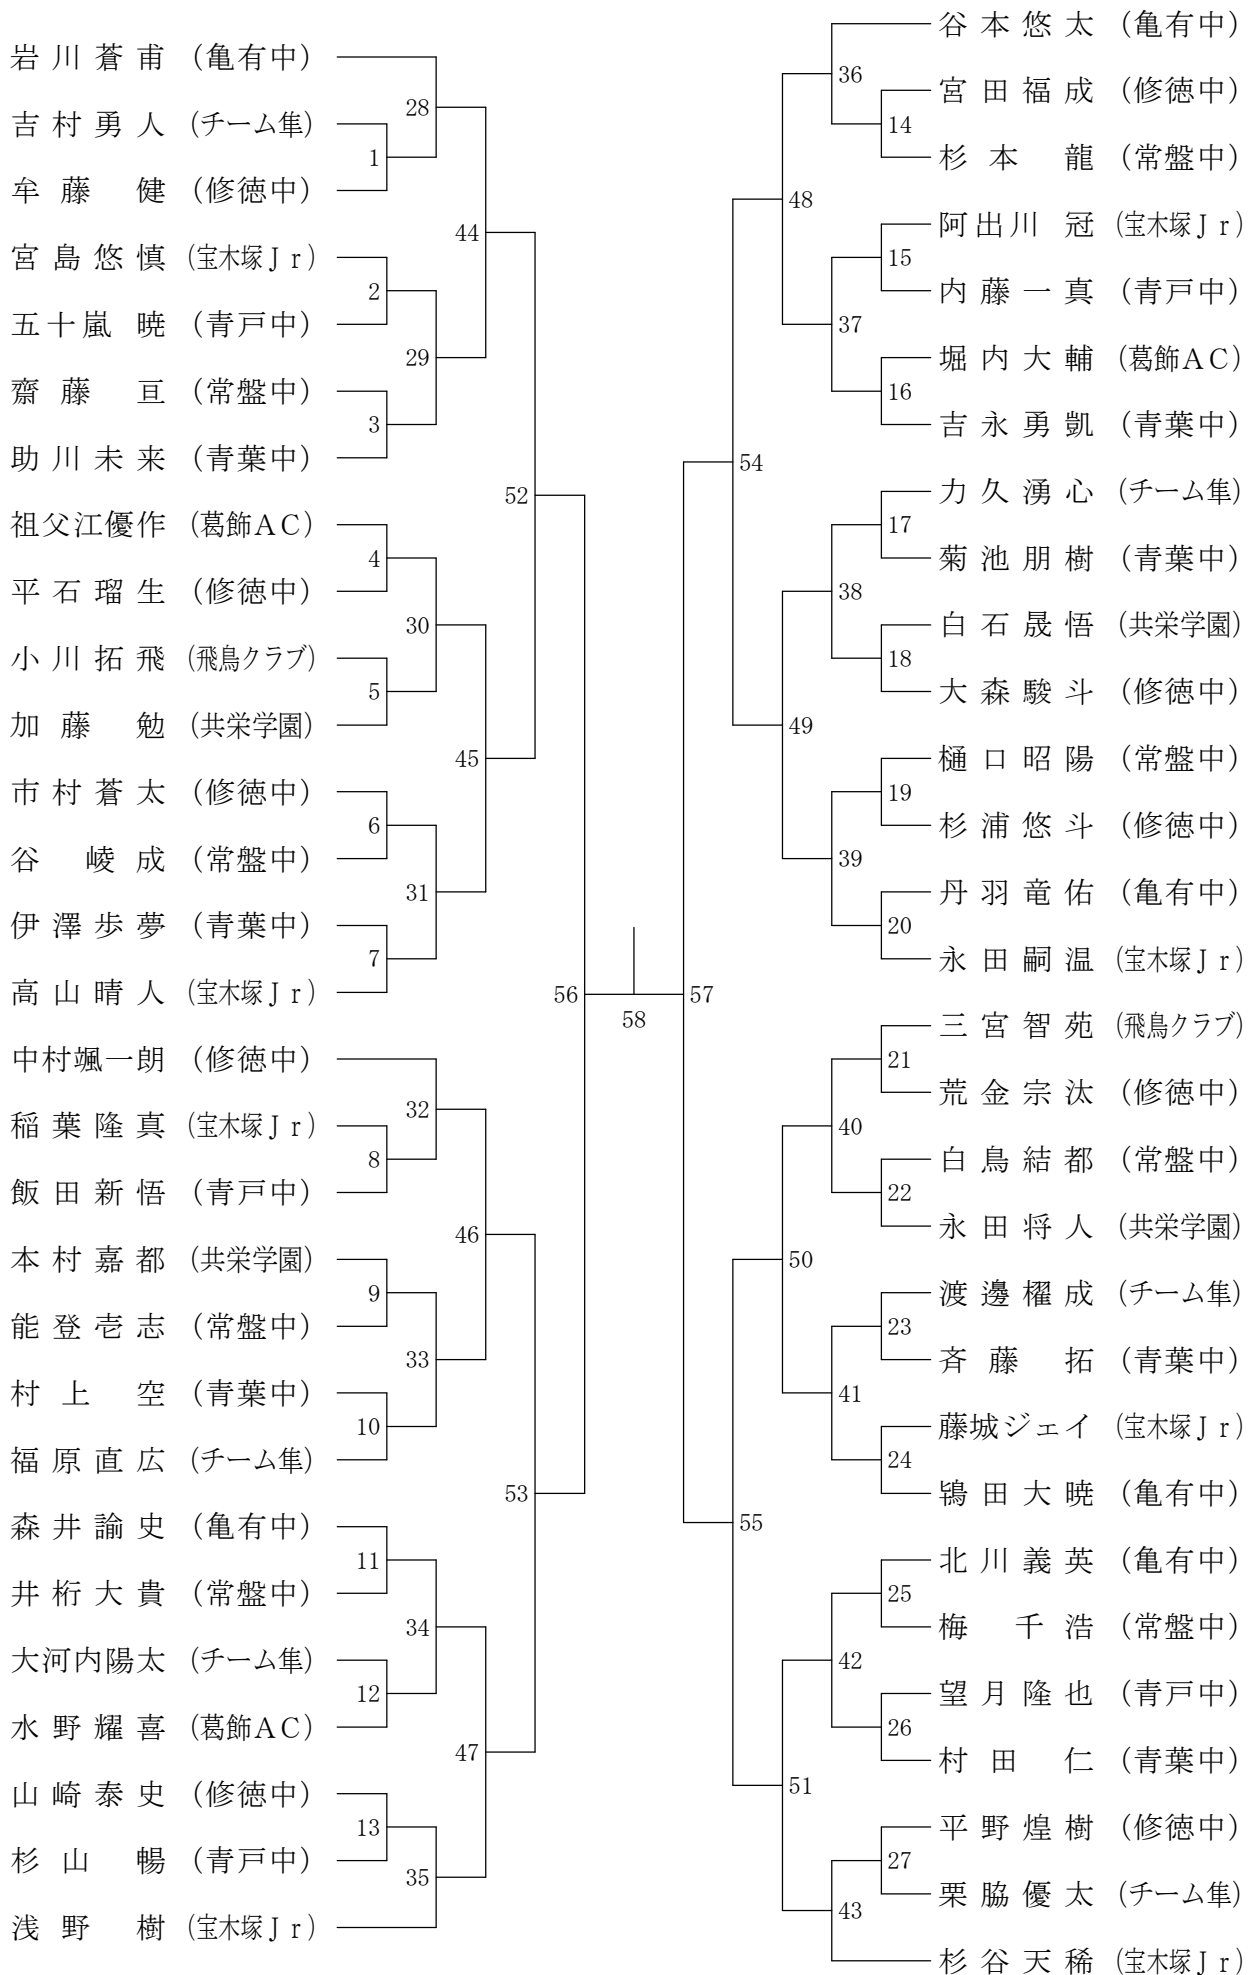 岩川蒼甫 (亀有中)
吉村勇人 (チーム隼)
牟藤 健 (修徳中)
宮島悠慎 (宝木塚Jr)
五十嵐 暁 (青戸中)
齋藤 亘 (常盤中)
助川未来 (青葉中)
祖父江優作 (葛飾AC)
平石瑠生 (修徳中)
小川拓飛 (飛鳥クラブ)
加藤 勉 (共栄学園)
市村蒼太 (修徳中)
谷 崚成 (常盤中)
伊澤歩夢 (青葉中)
高山晴人 (宝木塚Jr)
中村颯一朗 (修徳中)
稲葉隆真 (宝木塚Jr)
飯田新悟 (青戸中)
本村嘉都 (共栄学園)
能登壱志 (常盤中)
村上 空 (青葉中)
福原直広 (チーム隼)
森井諭史 (亀有中)
井桁大貴 (常盤中)
大河内陽太 (チーム隼)
水野耀喜 (葛飾AC)
山崎泰史 (修徳中)
杉山 暢 (青戸中)
浅野 樹 (宝木塚Jr)
1
2
3
4
5
6
7
8
9
10
11
12
13
28
29
30
31
32
33
34
35
44
45
46
47
52
53
56
58
57
54
55
48
49
50
51
36
37
38
39
40
41
42
43
14
15
16
17
18
19
20
21
22
23
24
25
26
27
谷本悠太 (亀有中)
宮田福成 (修徳中)
杉本 龍 (常盤中)
阿出川 冠 (宝木塚Jr)
内藤一真 (青戸中)
堀内大輔 (葛飾AC)
吉永勇凱 (青葉中)
力久湧心 (チーム隼)
菊池朋樹 (青葉中)
白石晟悟 (共栄学園)
大森駿斗 (修徳中)
樋口昭陽 (常盤中)
杉浦悠斗 (修徳中)
丹羽竜佑 (亀有中)
永田嗣温 (宝木塚Jr)
三宮智苑 (飛鳥クラブ)
荒金宗汰 (修徳中)
白鳥結都 (常盤中)
永田将人 (共栄学園)
渡邊櫂成 (チーム隼)
斉藤 拓 (青葉中)
藤城ジェイ (宝木塚Jr)
鴇田大暁 (亀有中)
北川義英 (亀有中)
梅 千浩 (常盤中)
望月隆也 (青戸中)
村田 仁 (青葉中)
平野煌樹 (修徳中)
栗脇優太 (チーム隼)
杉谷天稀 (宝木塚Jr)